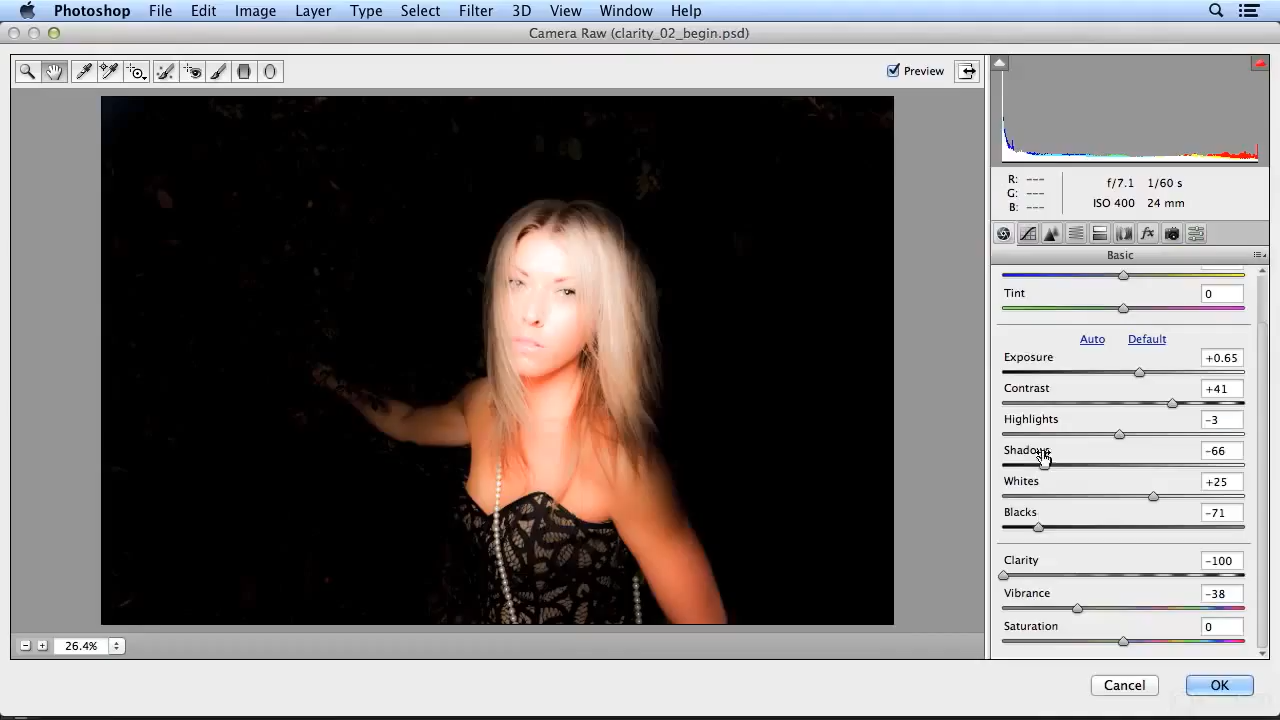 Photoshop File Edit Image Layer Type Select Filter 3D View Window Help
Camera Raw (clarity_02_begin.psd)
Preview
R: ---
G: ---
B: ---
f/7.1 1/60 s
ISO 400 24 mm
fx
Basic
Tint 0
Auto Default
Exposure +0.65
Contrast +41
Highlights -3
Shadows -66
Whites +25
Blacks -71
Clarity -100
Vibrance -38
Saturation 0
26.4%
Cancel OK